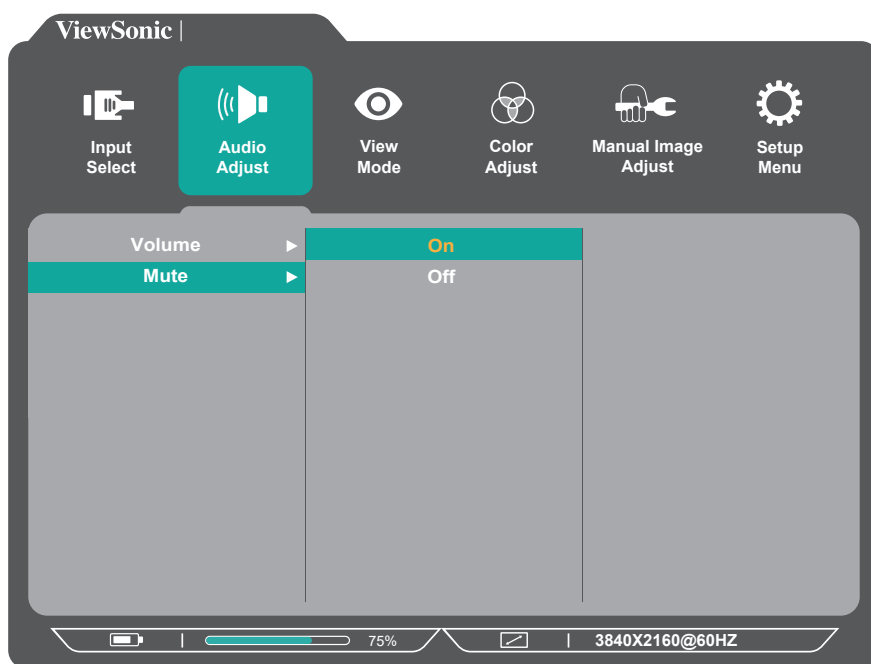 ViewSonic
Input
Select
Audio
Adjust
View
Mode
Color
Adjust
Manual Image
Adjust
Setup
Menu
Volume
On
Mute
Off
75%
3840X2160@60HZ